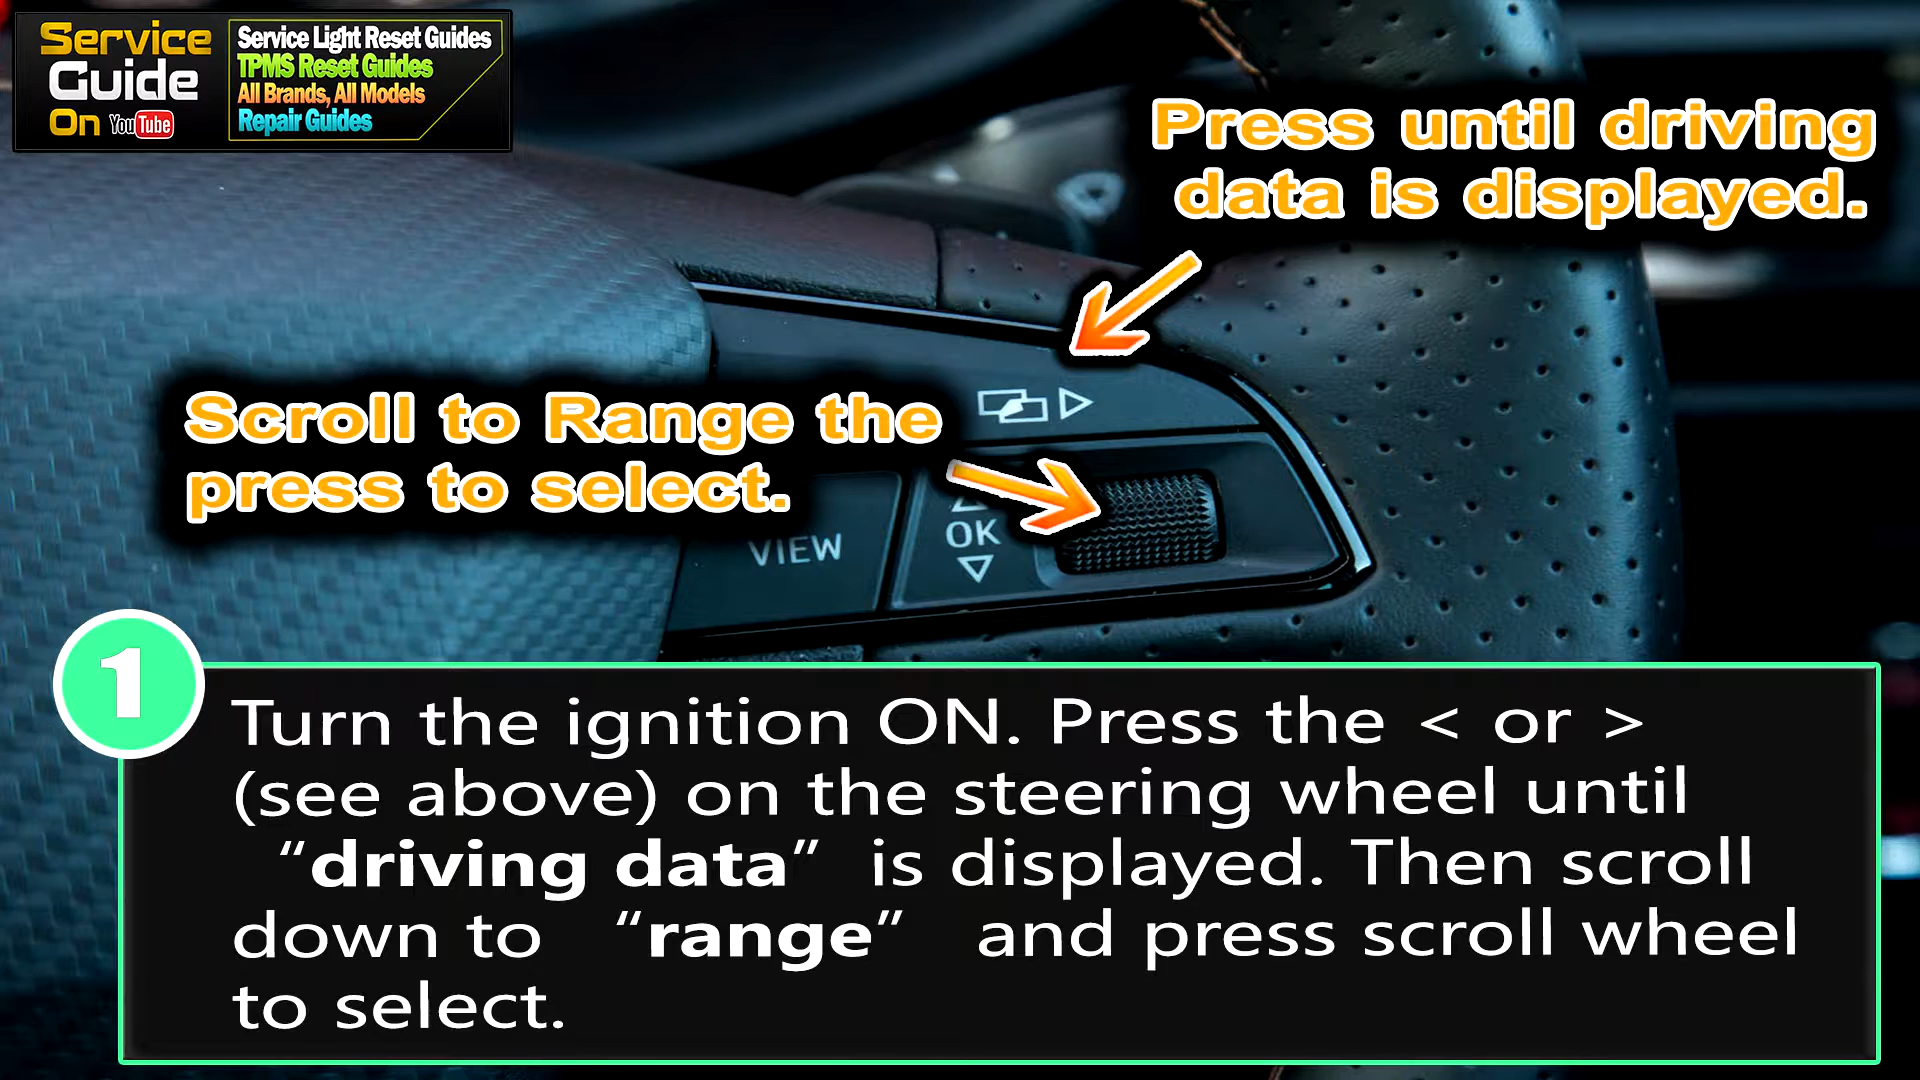 Service
Guide
On YouTube
Service Light Reset Guides
TPMS Reset Guides
All Brands, All Models
Repair Guides
Press until driving
data is displayed.
Scroll to Range the
press to select.
VIEW
OK
1
Turn the ignition ON. Press the < or >
(see above) on the steering wheel until
“driving data” is displayed. Then scroll
down to “range” and press scroll wheel
to select.